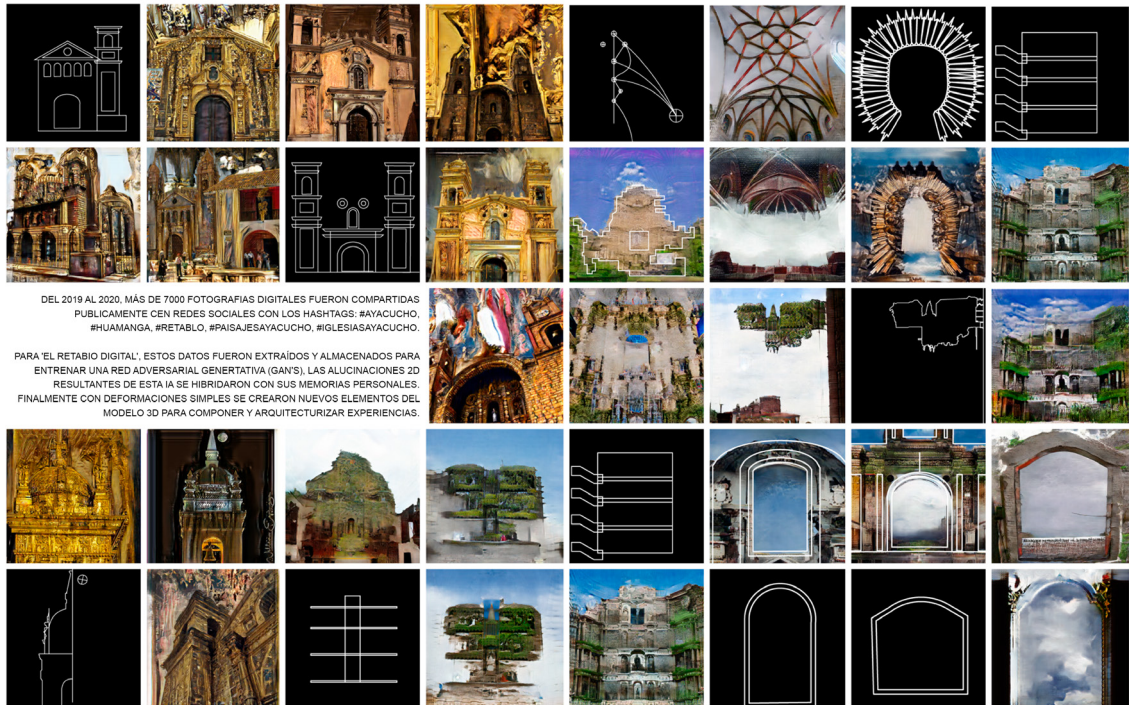 DEL 2019 AL 2020, MÁS DE 7000 FOTOGRAFIAS DIGITALES FUERON COMPARTIDAS
PUBLICAMENTE CEN REDES SOCIALES CON LOS HASHTAGS: #AYACUCHO,
#HUAMANGA, #RETABLO, #PAISAJESAYACUCHO, #IGLESIASAYACUCHO.
PARA 'EL RETABIO DIGITAL', ESTOS DATOS FUERON EXTRAÍDOS Y ALMACENADOS PARA
ENTRENAR UNA RED ADVERSARIAL GENERTATIVA (GAN'S), LAS ALUCINACIONES 2D
RESULTANTES DE ESTA IA SE HIBRIDARON CON SUS MEMORIAS PERSONALES.
FINALMENTE CON DEFORMACIONES SIMPLES SE CREARON NUEVOS ELEMENTOS DEL
MODELO 3D PARA COMPONER Y ARQUITECTURIZAR EXPERIENCIAS.